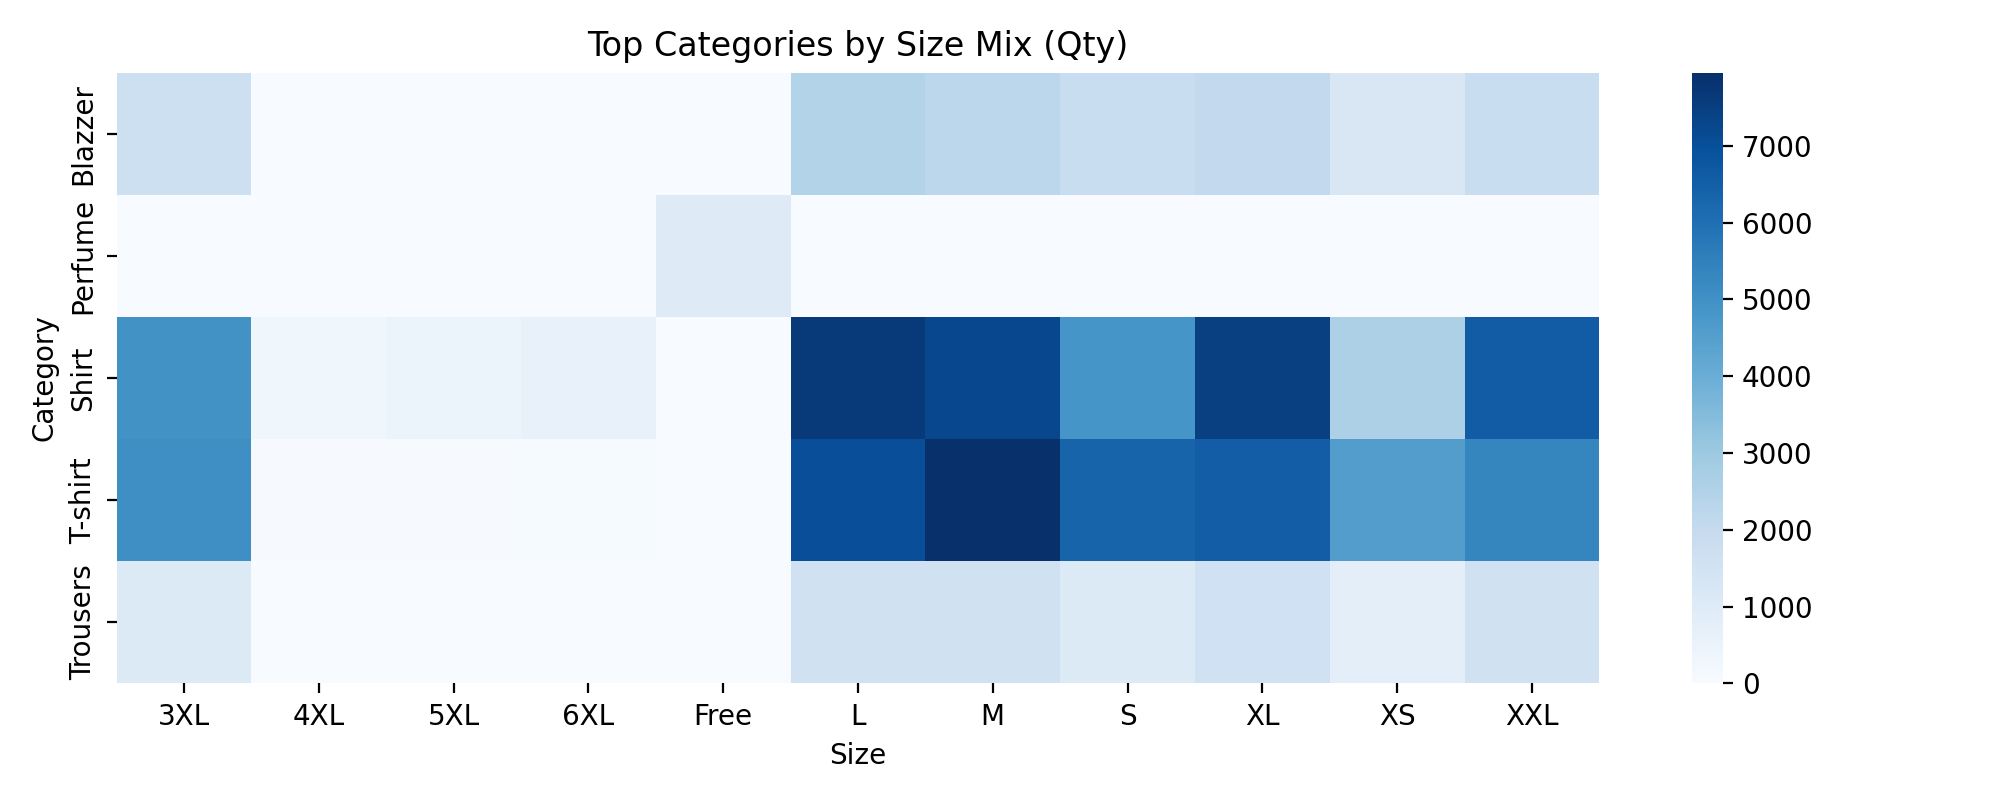 Top Categories by Size Mix (Qty)
Category
Blazzer
Perfume
Shirt
T-shirt
Trousers
3XL 4XL 5XL 6XL Free L M S XL XS XXL
Size
7000
6000
5000
4000
3000
2000
1000
0